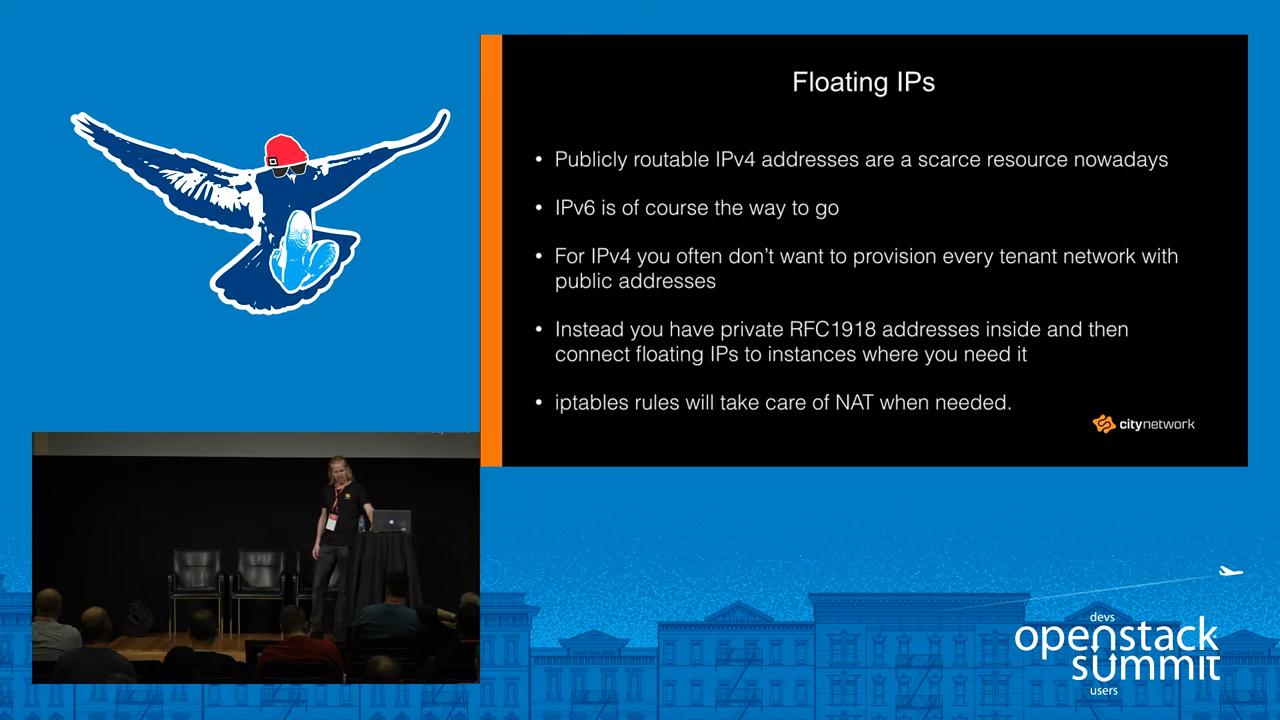 Floating IPs
• Publicly routable IPv4 addresses are a scarce resource nowadays
• IPv6 is of course the way to go
• For IPv4 you often don’t want to provision every tenant network with
public addresses
• Instead you have private RFC1918 addresses inside and then
connect floating IPs to instances where you need it
• iptables rules will take care of NAT when needed.
citynetwork
devs
openstack
summit
users